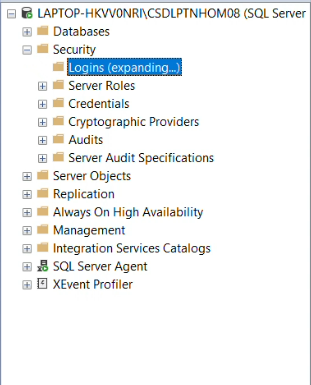 LAPTOP-HKVV0NRI\CSDLPTNHOM08 (SQL Server
Databases
Security
Logins (expanding...)
Server Roles
Credentials
Cryptographic Providers
Audits
Server Audit Specifications
Server Objects
Replication
Always On High Availability
Management
Integration Services Catalogs
SQL Server Agent
XEvent Profiler